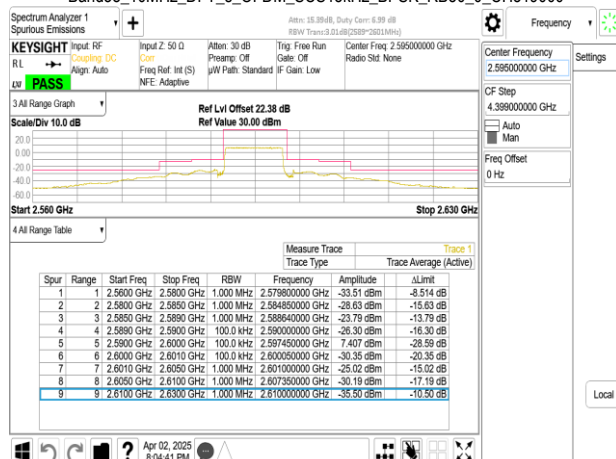 Spectrum Analyzer 1
Spurious Emissions
Attn: 15.39dB, Duty Corr: 6.99 dB
RBW Trans:3.01dB(2589~2601MHz)
Frequency
KEYSIGHT
Input: RF
Coupling: DC
Align: Auto
Input Z: 50 Ω
Corr
Freq Ref: Int (S)
NFE: Adaptive
Atten: 30 dB
Preamp: Off
µW Path: Standard
Trig: Free Run
Gate: Off
IF Gain: Low
Center Freq: 2.595000000 GHz
Radio Std: None
RL
LXI
PASS
Center Frequency
2.595000000 GHz
Settings
CF Step
4.399000000 GHz
Auto
Man
Freq Offset
0 Hz
3 All Range Graph
Scale/Div 10.0 dB
Ref Lvl Offset 22.38 dB
Ref Value 30.00 dBm
20.0
0.00
-20.0
-40.0
-60.0
Start 2.560 GHz
Stop 2.630 GHz
4 All Range Table
Measure Trace Trace 1
Trace Type Trace Average (Active)
Spur Range Start Freq Stop Freq RBW Frequency Amplitude ΔLimit
1 1 2.5600 GHz 2.5800 GHz 1.000 MHz 2.579800000 GHz -33.51 dBm -8.514 dB
2 2 2.5800 GHz 2.5850 GHz 1.000 MHz 2.584850000 GHz -28.63 dBm -15.63 dB
3 3 2.5850 GHz 2.5890 GHz 1.000 MHz 2.588640000 GHz -23.79 dBm -13.79 dB
4 4 2.5890 GHz 2.5900 GHz 100.0 kHz 2.590000000 GHz -26.30 dBm -16.30 dB
5 5 2.5900 GHz 2.6000 GHz 100.0 kHz 2.597450000 GHz 7.407 dBm -28.59 dB
6 6 2.6000 GHz 2.6010 GHz 100.0 kHz 2.600050000 GHz -30.35 dBm -20.35 dB
7 7 2.6010 GHz 2.6050 GHz 1.000 MHz 2.601000000 GHz -25.02 dBm -15.02 dB
8 8 2.6050 GHz 2.6100 GHz 1.000 MHz 2.607350000 GHz -30.19 dBm -17.19 dB
9 9 2.6100 GHz 2.6300 GHz 1.000 MHz 2.610000000 GHz -35.50 dBm -10.50 dB
Local
?
Apr 02, 2025
8:04:41 PM